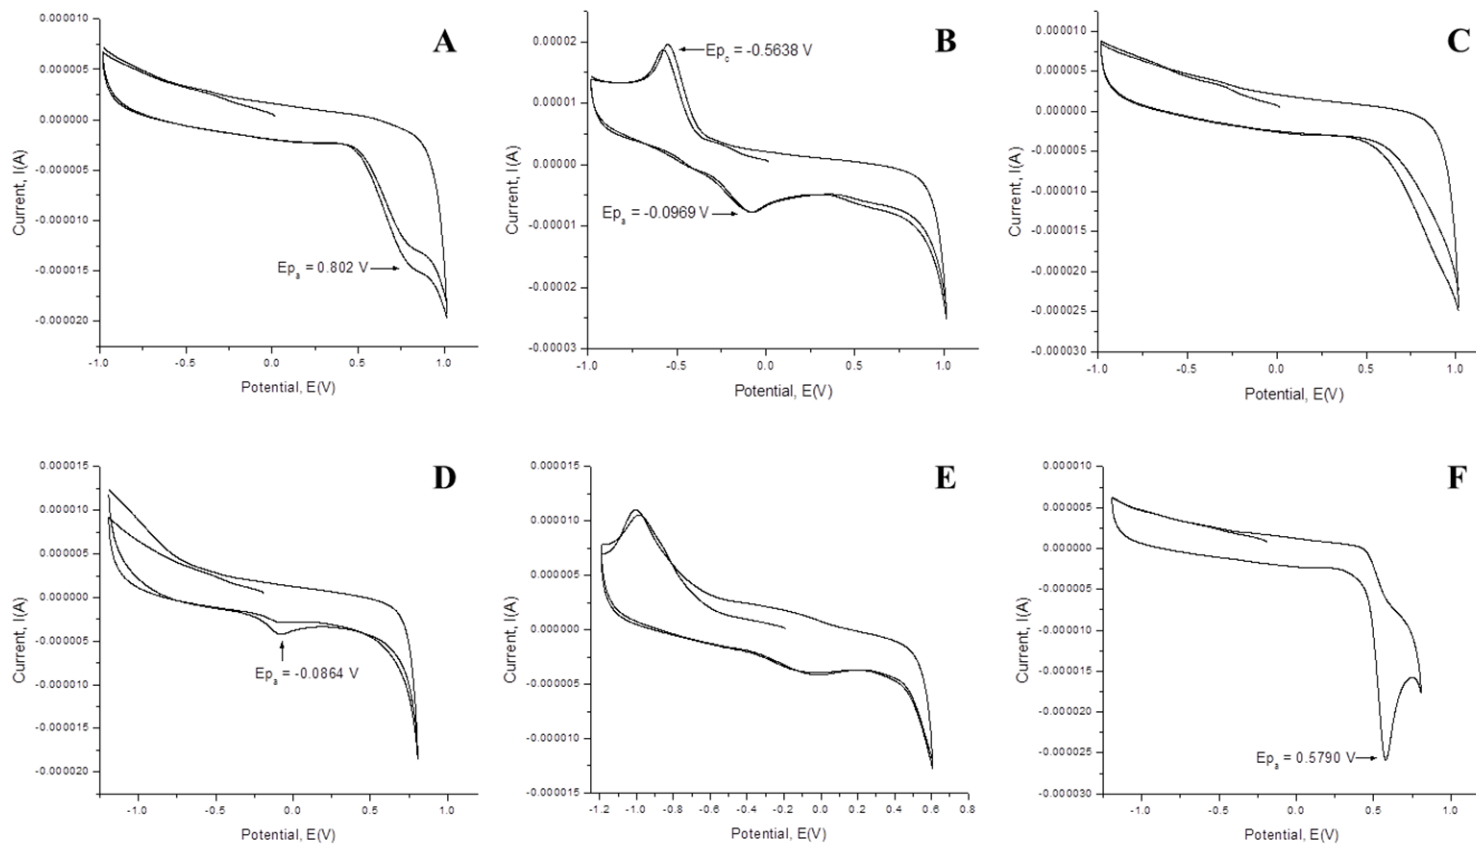 A
0.000010
0.000005
0.000000
-0.000005
-0.000010
-0.000015
-0.000020
Current, I(A)
Ep_a = 0.802 V
-1.0 -0.5 0.0 0.5 1.0
Potential, E(V)
B
0.00002
0.00001
0.00000
-0.00001
-0.00002
-0.00003
Current, I(A)
Ep_c = -0.5638 V
Ep_a = -0.0969 V
-1.0 -0.5 0.0 0.5 1.0
Potential, E(V)
C
0.000010
0.000005
0.000000
-0.000005
-0.000010
-0.000015
-0.000020
-0.000025
-0.000030
Current, I(A)
-1.0 -0.5 0.0 0.5 1.0
Potential, E(V)
D
0.000015
0.000010
0.000005
0.000000
-0.000005
-0.000010
-0.000015
-0.000020
Current, I(A)
Ep_a = -0.0864 V
-1.0 -0.5 0.0 0.5 1.0
Potential, E(V)
E
0.000015
0.000010
0.000005
0.000000
-0.000005
-0.000010
-0.000015
Current, I(A)
-1.2 -1.0 -0.8 -0.6 -0.4 -0.2 0.0 0.2 0.4 0.6 0.8
Potential, E(V)
F
0.000010
0.000005
0.000000
-0.000005
-0.000010
-0.000015
-0.000020
-0.000025
-0.000030
Current, I(A)
Ep_a = 0.5790 V
-1.0 -0.5 0.0 0.5 1.0
Potential, E(V)